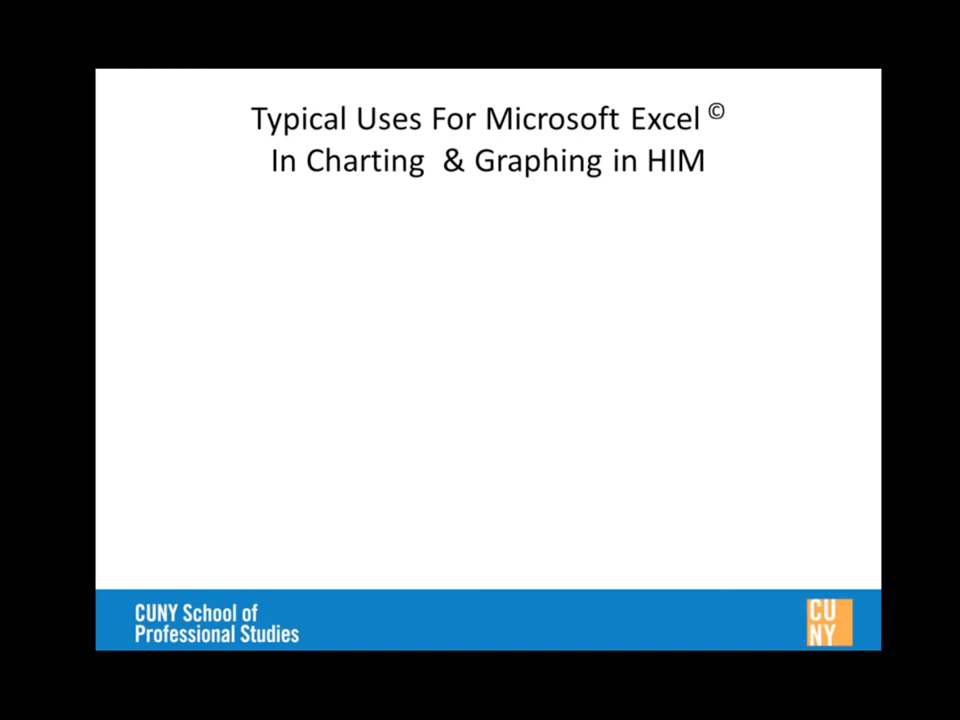 Typical Uses For Microsoft Excel ©
In Charting & Graphing in HIM
CUNY School of
Professional Studies
CU
NY